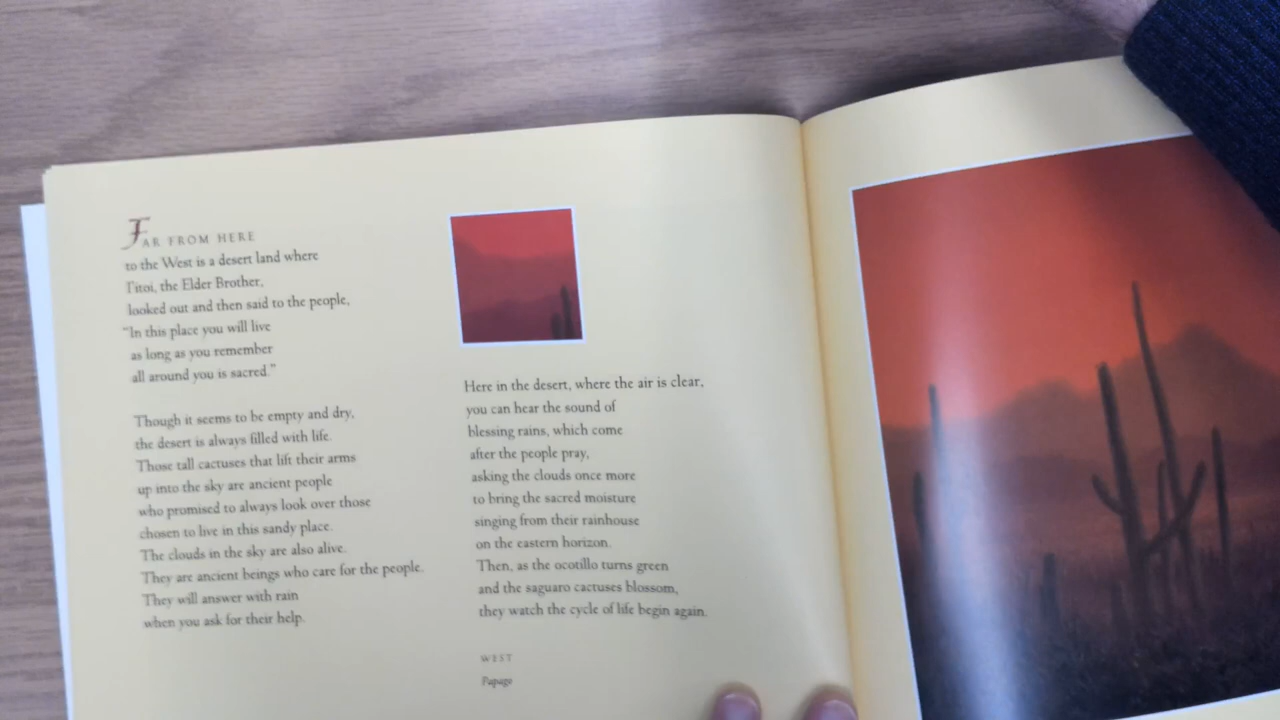 FAR FROM HERE
to the West is a desert land where
I'itoi, the Elder Brother,
looked out and then said to the people,
"In this place you will live
as long as you remember
all around you is sacred."
Though it seems to be empty and dry,
the desert is always filled with life.
Those tall cactuses that lift their arms
up into the sky are ancient people
who promised to always look over those
chosen to live in this sandy place.
The clouds in the sky are also alive.
They are ancient beings who care for the people.
They will answer with rain
when you ask for their help.
Here in the desert, where the air is clear,
you can hear the sound of
blessing rains, which come
after the people pray,
asking the clouds once more
to bring the sacred moisture
singing from their rainhouse
on the eastern horizon.
Then, as the ocotillo turns green
and the saguaro cactuses blossom,
they watch the cycle of life begin again.
WEST
Papago